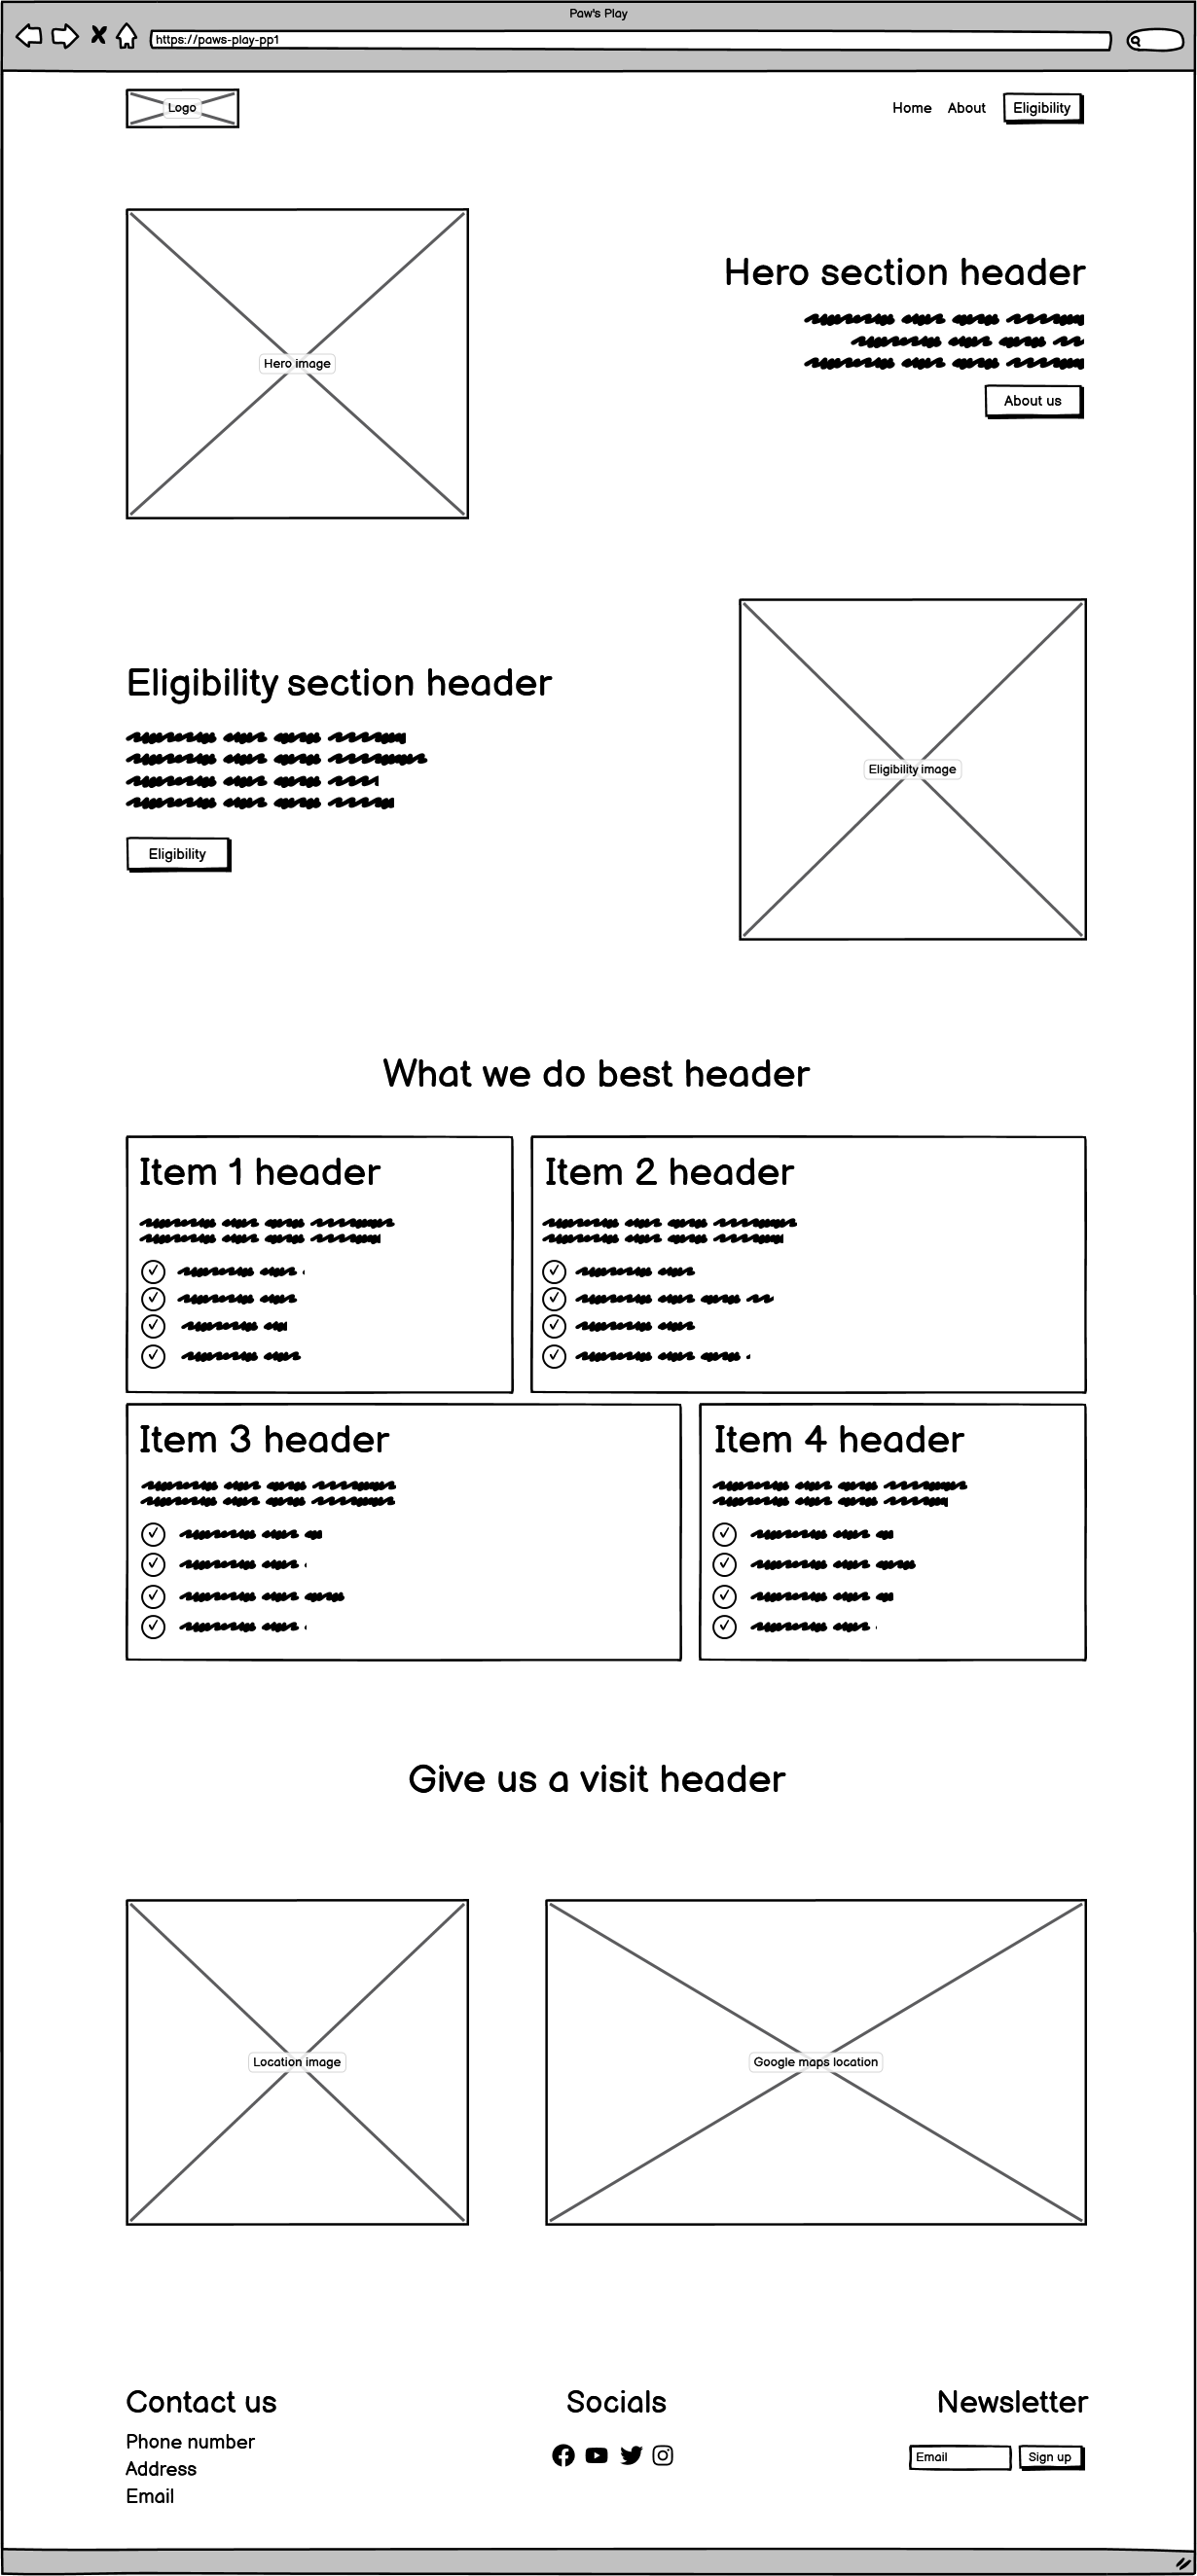 Paw's Play
https://paws-play-pp1
Logo
Home About Eligibility
Hero image
Hero section header
About us
Eligibility section header
Eligibility
Eligibility image
What we do best header
Item 1 header
Item 2 header
Item 3 header
Item 4 header
Give us a visit header
Location image
Google maps location
Contact us
Phone number
Address
Email
Socials
Newsletter
Email Sign up